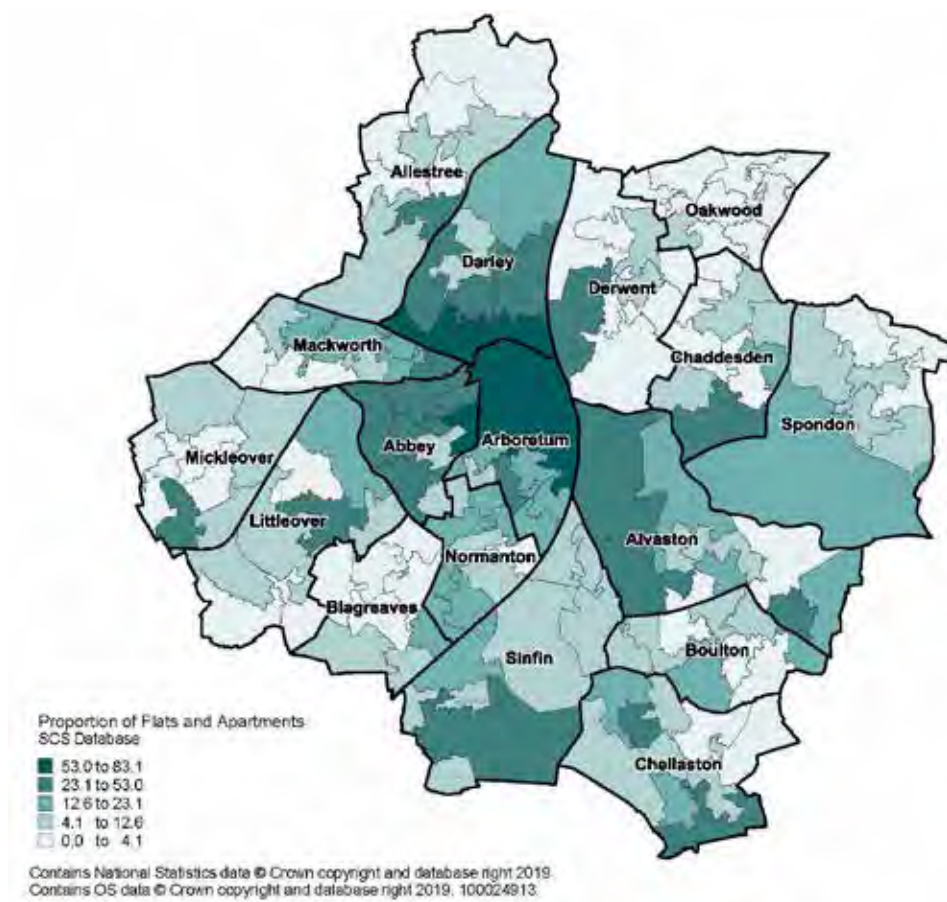 Allestree
Oakwood
Darley
Derwent
Mackworth
Chaddesden
Spondon
Abbey
Arboretum
Mickleover
Littleover
Alvaston
Normanton
Blagreaves
Boulton
Sinfin
Chellaston
Proportion of Flats and Apartments
SCS Database
53.0 to 83.1
23.1 to 53.0
12.6 to 23.1
4.1 to 12.6
0.0 to 4.1
Contains National Statistics data © Crown copyright and database right 2019.
Contains OS data © Crown copyright and database right 2019. 100024913.